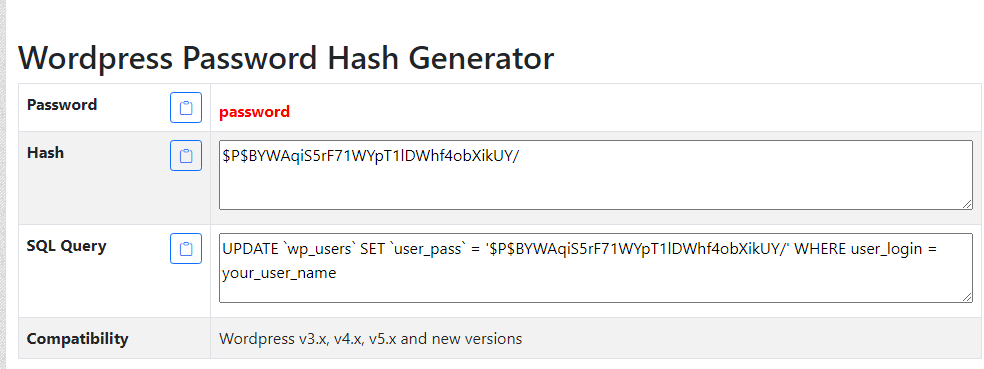 Wordpress Password Hash Generator
Password
password
Hash
$P$BYWAqiS5rF71WYpT1lDWhf4obXikUY/
SQL Query
UPDATE `wp_users` SET `user_pass` = '$P$BYWAqiS5rF71WYpT1lDWhf4obXikUY/' WHERE user_login =
your_user_name
Compatibility
Wordpress v3.x, v4.x, v5.x and new versions